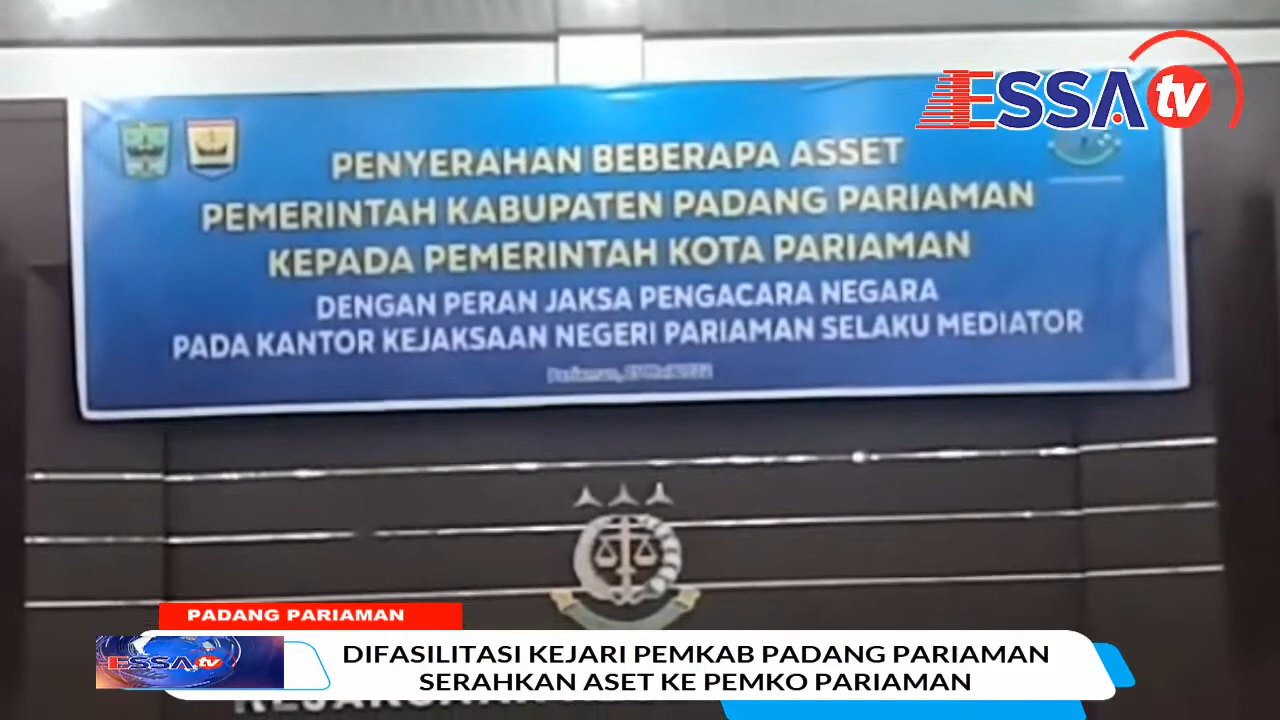 ESSA tv
PENYERAHAN BEBERAPA ASSET
PEMERINTAH KABUPATEN PADANG PARIAMAN
KEPADA PEMERINTAH KOTA PARIAMAN
DENGAN PERAN JAKSA PENGACARA NEGARA
PADA KANTOR KEJAKSAAN NEGERI PARIAMAN SELAKU MEDIATOR
PADANG PARIAMAN
ESSA tv
DIFASILITASI KEJARI PEMKAB PADANG PARIAMAN
SERAHKAN ASET KE PEMKO PARIAMAN